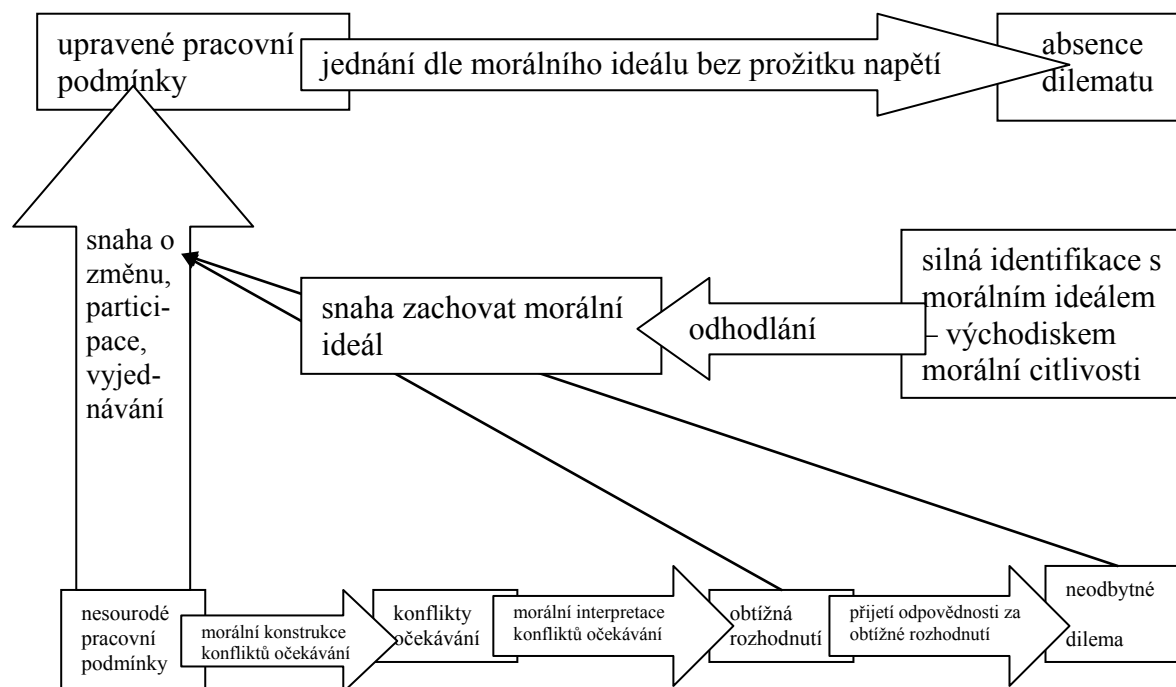 upravené pracovní
podmínky
jednání dle morálního ideálu bez prožitku napětí
absence
dilematu
snaha o
změnu,
partici-
pace,
vyjed-
návání
snaha zachovat morální
ideál
odhodlání
silná identifikace s
morálním ideálem
– východiskem
morální citlivosti
nesourodé
pracovní
podmínky
morální konstrukce
konfliktů očekávání
konflikty
očekávání
morální interpretace
konfliktů očekávání
obtížná
rozhodnutí
přijetí odpovědnosti za
obtížné rozhodnutí
neodbytné
dilema